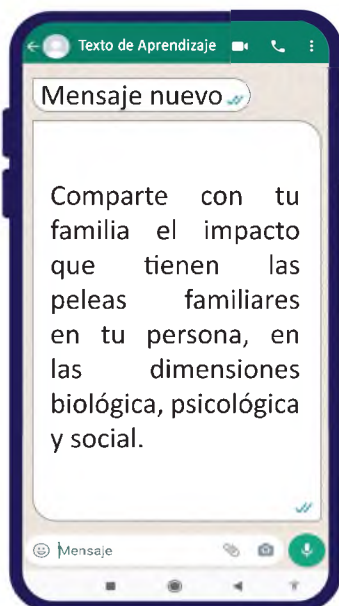 Texto de Aprendizaje
Mensaje nuevo
Comparte con tu
familia el impacto
que tienen las
peleas familiares
en tu persona, en
las dimensiones
biológica, psicológica
y social.
Mensaje